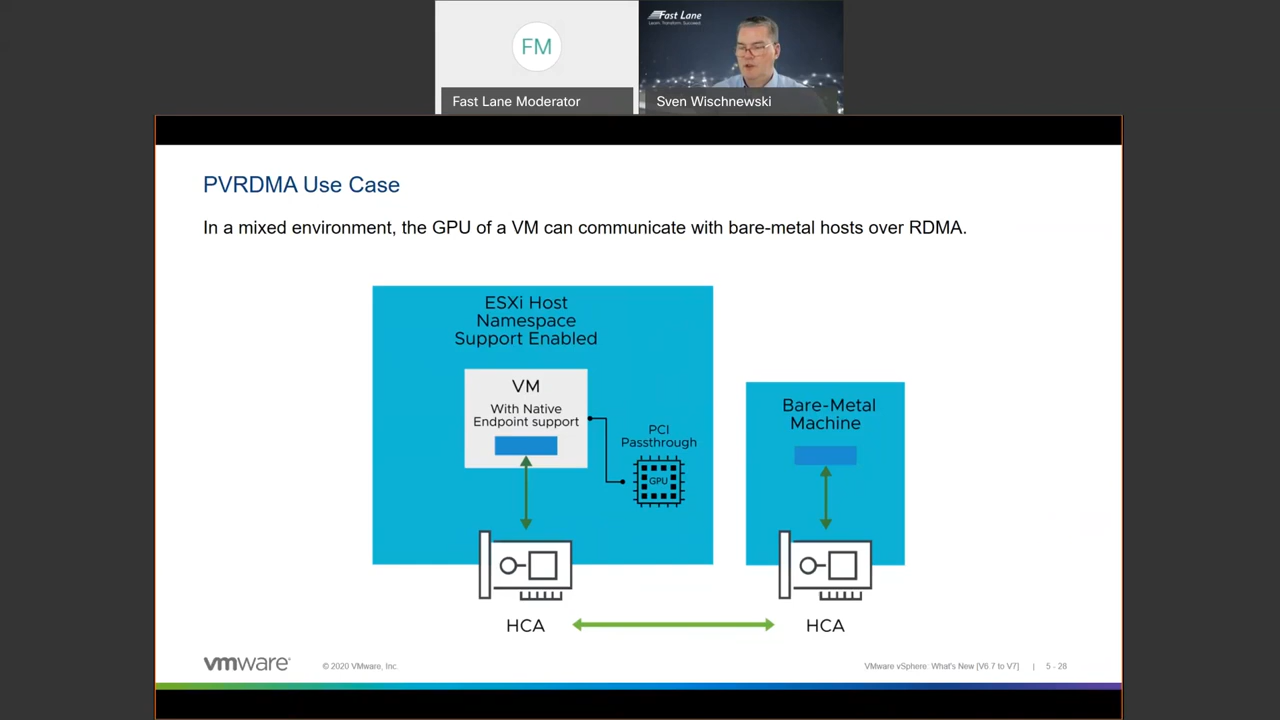 FM
Fast Lane Moderator
Fast Lane
Learn. Transform. Succeed.
Sven Wischnewski
PVRDMA Use Case
In a mixed environment, the GPU of a VM can communicate with bare-metal hosts over RDMA.
ESXi Host
Namespace
Support Enabled
VM
With Native
Endpoint support
PCI
Passthrough
GPU
Bare-Metal
Machine
HCA
HCA
vmware®
© 2020 VMware, Inc.
VMware vSphere: What's New [V6.7 to V7] | 5 - 28